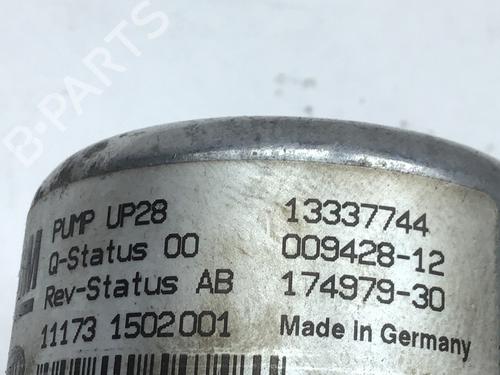 B-PARTS
PUMP UP28 13337744
Q-Status 00 009428-12
Rev-Status AB 174979-30
11173 1502001 Made in Germany